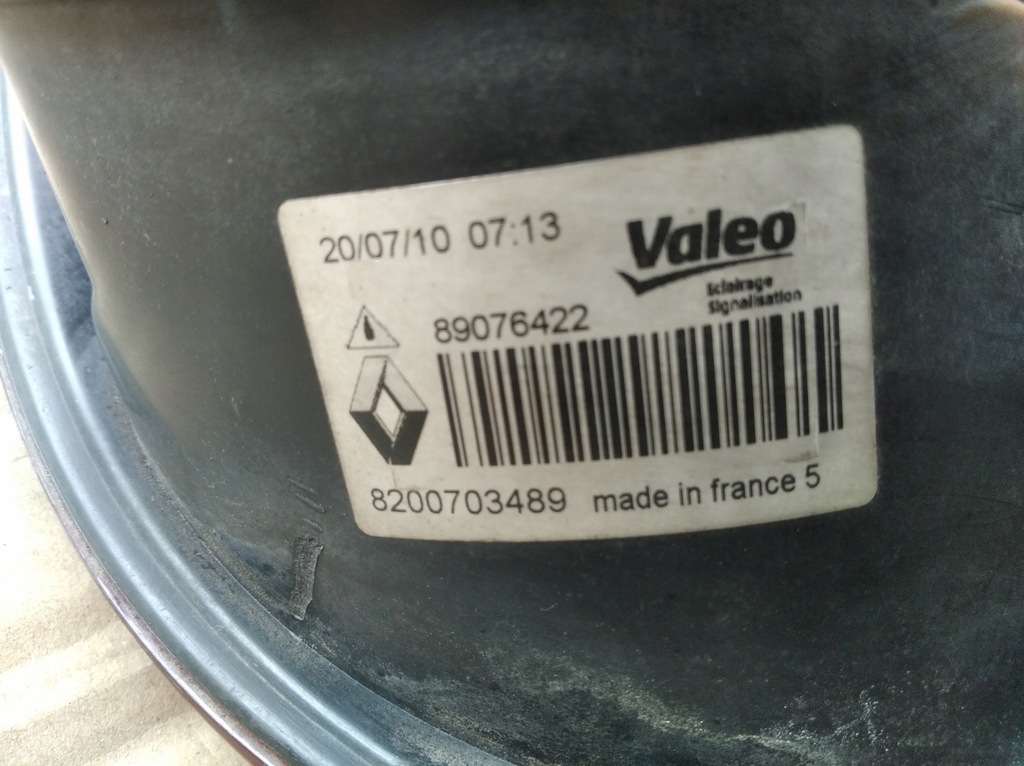 20/07/10 07:13
Valeo
Eclairage
Signalisation
89076422
8200703489 made in france 5